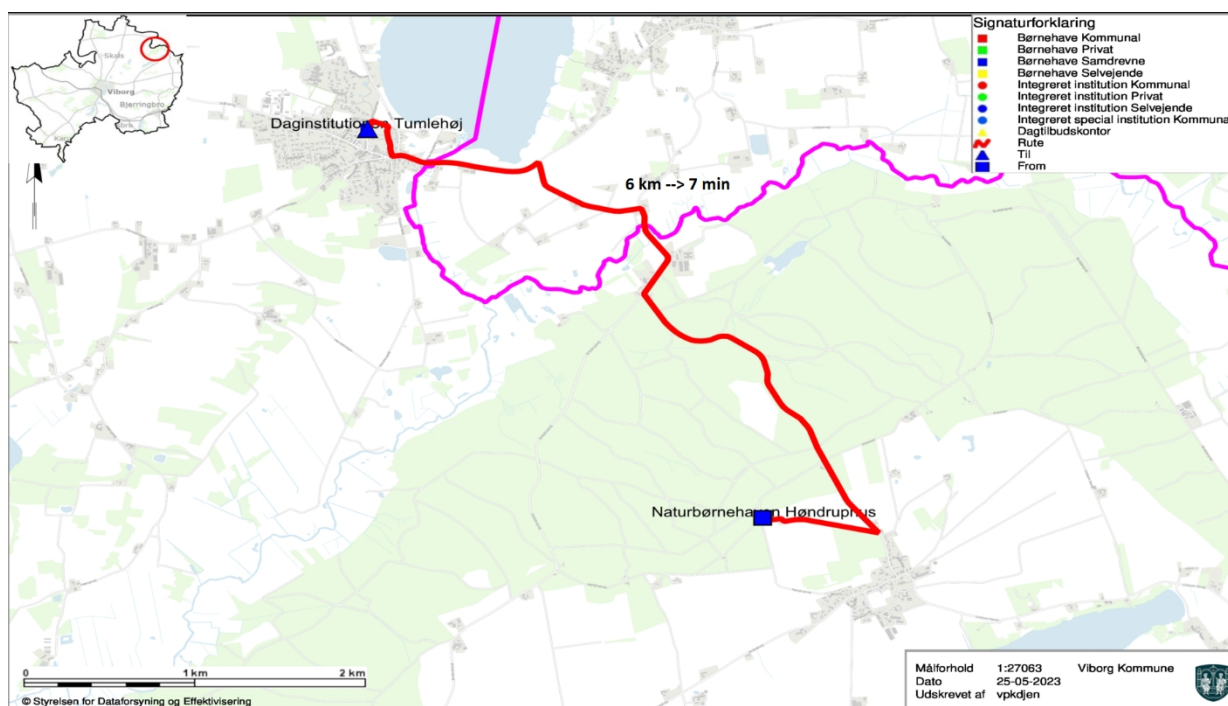 Skals
Viborg
Bjerringbro
Signaturforklaring
Børnehave Kommunal
Børnehave Privat
Børnehave Samdrevne
Børnehave Selvejende
Integreret institution Kommunal
Integreret institution Privat
Integreret institution Selvejende
Integreret special institution Kommuna
Dagtilbudskontor
Rute
Til
From
Daginstitutionen Tumlehøj
6 km --> 7 min
Naturbørnehaven Høndruphus
0 1 km 2 km
© Styrelsen for Dataforsyning og Effektivisering
Målforhold 1:27063 Viborg Kommune
Dato 25-05-2023
Udskrevet af vpkdjen